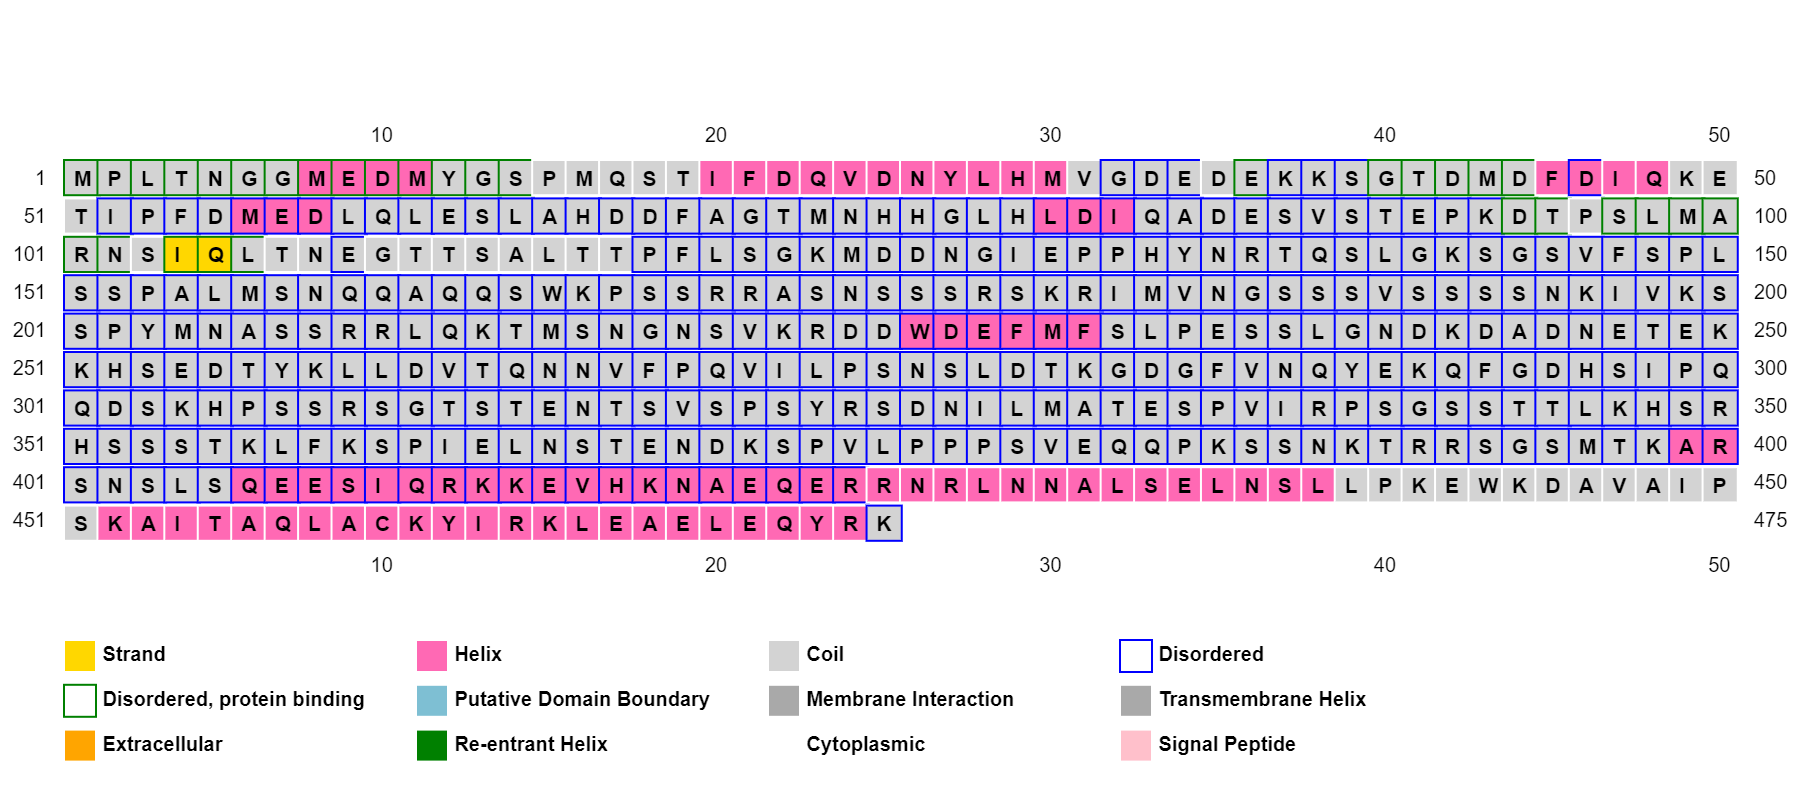 10 20 30 40 50
1 M P L T N G G M E D M Y G S P M Q S T I F D Q V D N Y L H M V G D E D E K K S G T D M D F D I Q K E 50
51 T I P F D M E D L Q L E S L A H D D F A G T M N H H G L H L D I Q A D E S V S T E P K D T P S L M A 100
101 R N S I Q L T N E G T T S A L T T P F L S G K M D D N G I E P P H Y N R T Q S L G K S G S V F S P L 150
151 S S P A L M S N Q Q A Q Q S W K P S S R R A S N S S S R S K R I M V N G S S S V S S S S N K I V K S 200
201 S P Y M N A S S R R L Q K T M S N G N S V K R D D W D E F M F S L P E S S L G N D K D A D N E T E K 250
251 K H S E D T Y K L L D V T Q N N V F P Q V I L P S N S L D T K G D G F V N Q Y E K Q F G D H S I P Q 300
301 Q D S K H P S S R S G T S T E N T S V S P S Y R S D N I L M A T E S P V I R P S G S S T T L K H S R 350
351 H S S S T K L F K S P I E L N S T E N D K S P V L P P P S V E Q Q P K S S N K T R R S G S M T K A R 400
401 S N S L S Q E E S I Q R K K E V H K N A E Q E R R N R L N N A L S E L N S L L P K E W K D A V A I P 450
451 S K A I T A Q L A C K Y I R K L E A E L E Q Y R K 475
10 20 30 40 50
Strand Helix Coil Disordered
Disordered, protein binding Putative Domain Boundary Membrane Interaction Transmembrane Helix
Extracellular Re-entrant Helix Cytoplasmic Signal Peptide